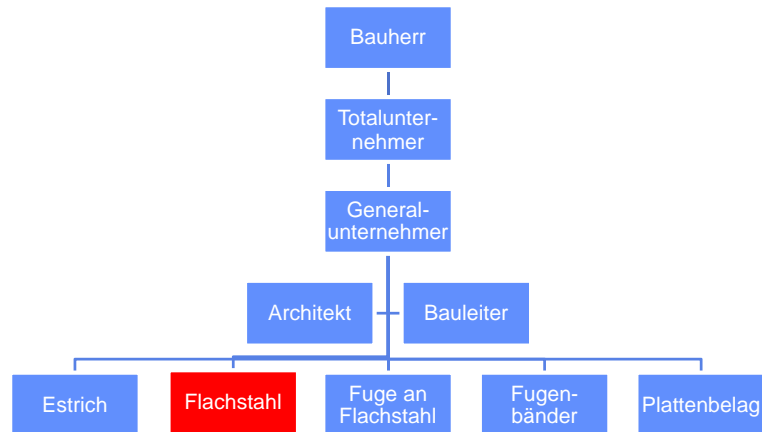 Bauherr
Totalunter-
nehmer
General-
unternehmer
Architekt
Bauleiter
Estrich
Flachstahl
Fuge an
Flachstahl
Fugen-
bänder
Plattenbelag